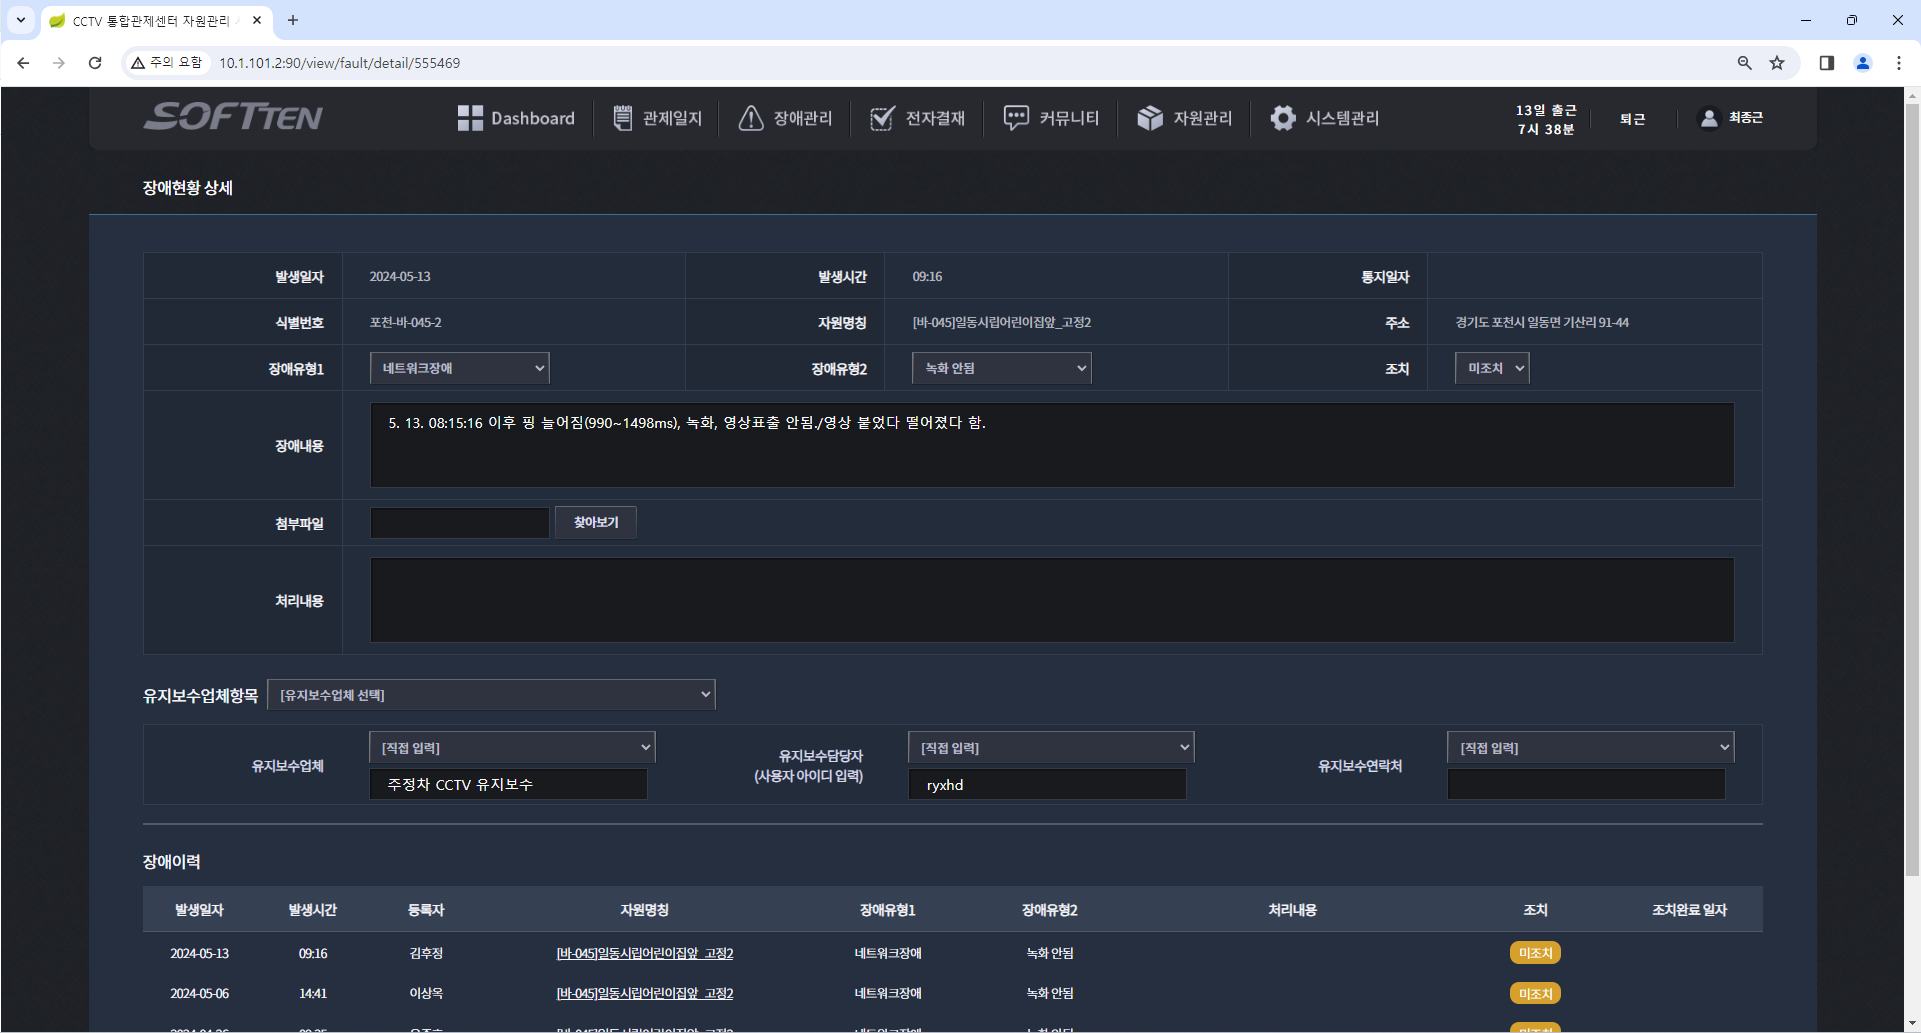 CCTV 통합관제센터 자원관리
주의 요함 10.1.101.2:90/view/fault/detail/555469
SOFTTEN Dashboard 관제일지 장애관리 전자결재 커뮤니티 자원관리 시스템관리 13일 출근 7시 38분 퇴근 최종근
장애현황 상세
발생일자 2024-05-13 발생시간 09:16 통지일자
식별번호 포천-바-045-2 자원명칭 [바-045]일동시립어린이집앞_고정2 주소 경기도 포천시 일동면 기산리 91-44
장애유형1 네트워크장애 장애유형2 녹화 안됨 조치 미조치
장애내용 5. 13. 08:15:16 이후 핑 늘어짐(990~1498ms), 녹화, 영상표출 안됨./영상 붙었다 떨어졌다 함.
첨부파일 찾아보기
처리내용
유지보수업체항목 [유지보수업체 선택]
유지보수업체 [직접 입력] 주정차 CCTV 유지보수
유지보수담당자 (사용자 아이디 입력) [직접 입력] ryxhd
유지보수연락처 [직접 입력]
장애이력
발생일자 발생시간 등록자 자원명칭 장애유형1 장애유형2 처리내용 조치 조치완료 일자
2024-05-13 09:16 김후정 [바-045]일동시립어린이집앞_고정2 네트워크장애 녹화 안됨 미조치
2024-05-06 14:41 이상옥 [바-045]일동시립어린이집앞_고정2 네트워크장애 녹화 안됨 미조치